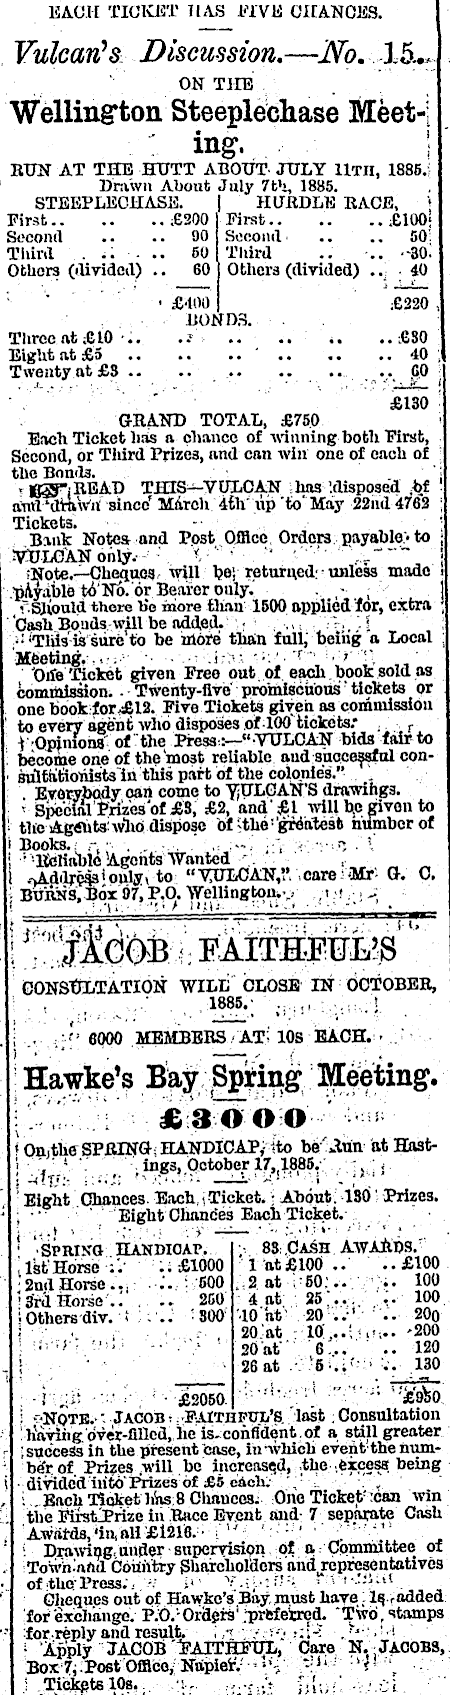 EACH TICKET HAS FIVE CHANCES.
Vulcan's Discussion.—No. 15.
ON THE
Wellington Steeplechase Meet-
ing.
RUN AT THE HUTT ABOUT JULY 11TH, 1885.
Drawn About July 7th, 1885.
STEEPLECHASE. | HURDLE RACE,
First.. .. .. £200 | First.. .. .. £100
Second .. .. 90 | Second .. .. 50
Third .. .. 50 | Third .. .. 30
Others (divided) .. 60 | Others (divided) .. 40
£400 | £220
BONDS.
Three at £10 .. .. .. .. .. .. £30
Eight at £5 .. .. .. .. .. .. 40
Twenty at £3 .. .. .. .. .. .. 60
£130
GRAND TOTAL, £750
Each Ticket has a chance of winning both First,
Second, or Third Prizes, and can win one of each of
the Bonds.
READ THIS—VULCAN has disposed of
and drawn since March 4th up to May 22nd 4762
Tickets.
Bank Notes and Post Office Orders payable to
VULCAN only.
Note.—Cheques will be returned unless made
payable to No. or Bearer only.
Should there be more than 1500 applied for, extra
Cash Bonds will be added.
This is sure to be more than full, being a Local
Meeting.
One Ticket given Free out of each book sold as
commission. Twenty-five promiscuous tickets or
one book for £12. Five Tickets given as commission
to every agent who disposes of 100 tickets.
Opinions of the Press:—"VULCAN bids fair to
become one of the most reliable and successful con-
sultationists in this part of the colonies."
Everybody can come to VULCAN'S drawings.
Special Prizes of £3, £2, and £1 will be given to
the Agents who dispose of the greatest number of
Books.
Reliable Agents Wanted
Address only to "VULCAN," care Mr G. C.
BURNS, Box 97, P.O. Wellington.
JACOB FAITHFUL'S
CONSULTATION WILL CLOSE IN OCTOBER,
1885.
6000 MEMBERS AT 10s EACH.
Hawke's Bay Spring Meeting.
£3000
On the SPRING HANDICAP, to be Run at Hast-
ings, October 17, 1885.
Eight Chances Each Ticket. About 130 Prizes.
Eight Chances Each Ticket.
SPRING HANDICAP. | 83 CASH AWARDS.
1st Horse .. .. £1000 | 1 at £100 .. .. £100
2nd Horse .. .. 500 | 2 at 50 .. .. 100
3rd Horse .. .. 250 | 4 at 25 .. .. 100
Others div. .. 300 | 10 at 20 .. .. 200
20 at 10 .. .. 200
20 at 6 .. .. 120
26 at 5 .. .. 130
£2050 | £950
NOTE. JACOB FAITHFUL'S last Consultation
having over-filled, he is confident of a still greater
success in the present case, in which event the num-
ber of Prizes will be increased, the excess being
divided into Prizes of £5 each.
Each Ticket has 8 Chances. One Ticket can win
the First Prize in Race Event and 7 separate Cash
Awards, in all £1216.
Drawing under supervision of a Committee of
Town and Country Shareholders and representatives
of the Press.
Cheques out of Hawke's Bay must have 1s added
for exchange. P.O. Orders preferred. Two stamps
for reply and result.
Apply JACOB FAITHFUL, Care N. JACOBS,
Box 7, Post Office, Napier.
Tickets 10s.